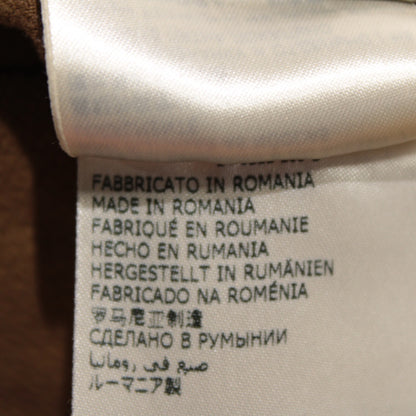 FABBRICATO IN ROMANIA
MADE IN ROMANIA
FABRIQUÉ EN ROUMANIE
HECHO EN RUMANIA
HERGESTELLT IN RUMÄNIEN
FABRICADO NA ROMÉNIA
罗马尼亚制造
СДЕЛАНО В РУМЫНИИ
صنع في رومانيا
ルーマニア製